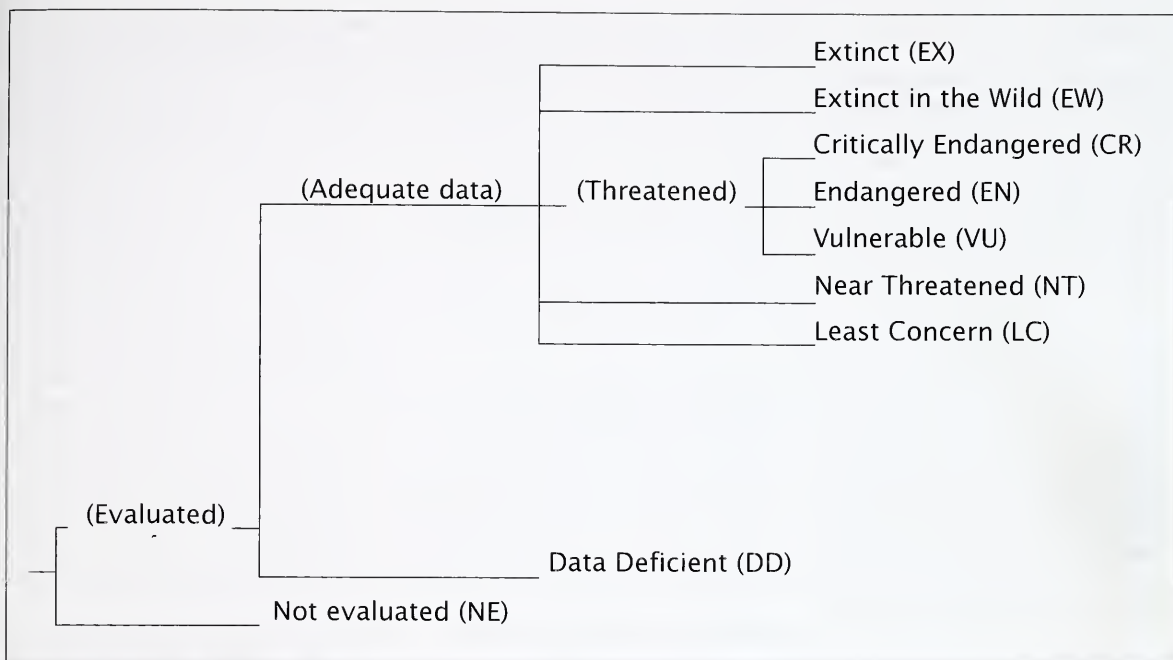 Extinct (EX)
Extinct in the Wild (EW)
Critically Endangered (CR)
(Adequate data)
(Threatened)
Endangered (EN)
Vulnerable (VU)
Near Threatened (NT)
Least Concern (LC)
(Evaluated)
Data Deficient (DD)
Not evaluated (NE)